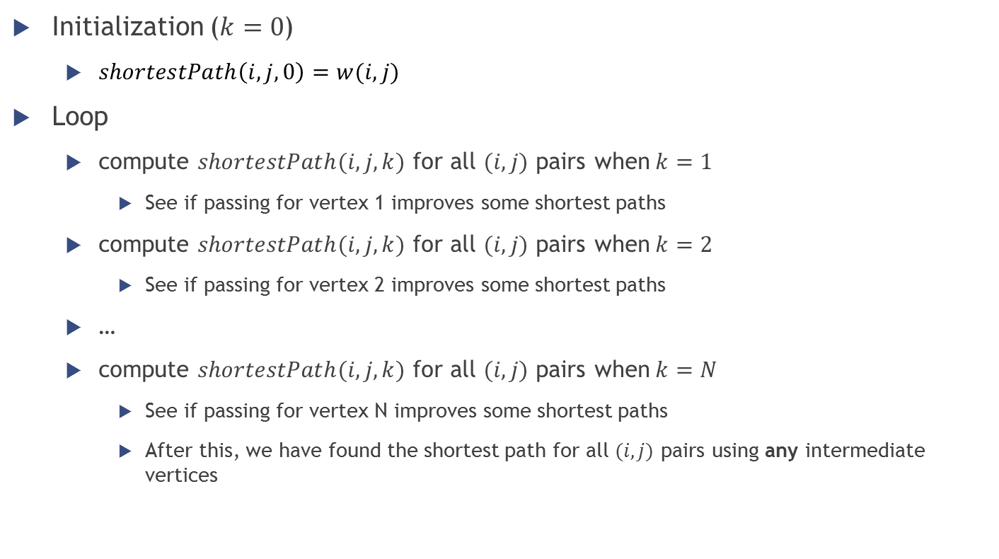 Initialization (k = 0)
shortestPath(i, j, 0) = w(i, j)
Loop
compute shortestPath(i, j, k) for all (i, j) pairs when k = 1
See if passing for vertex 1 improves some shortest paths
compute shortestPath(i, j, k) for all (i, j) pairs when k = 2
See if passing for vertex 2 improves some shortest paths
…
compute shortestPath(i, j, k) for all (i, j) pairs when k = N
See if passing for vertex N improves some shortest paths
After this, we have found the shortest path for all (i, j) pairs using any intermediate
vertices